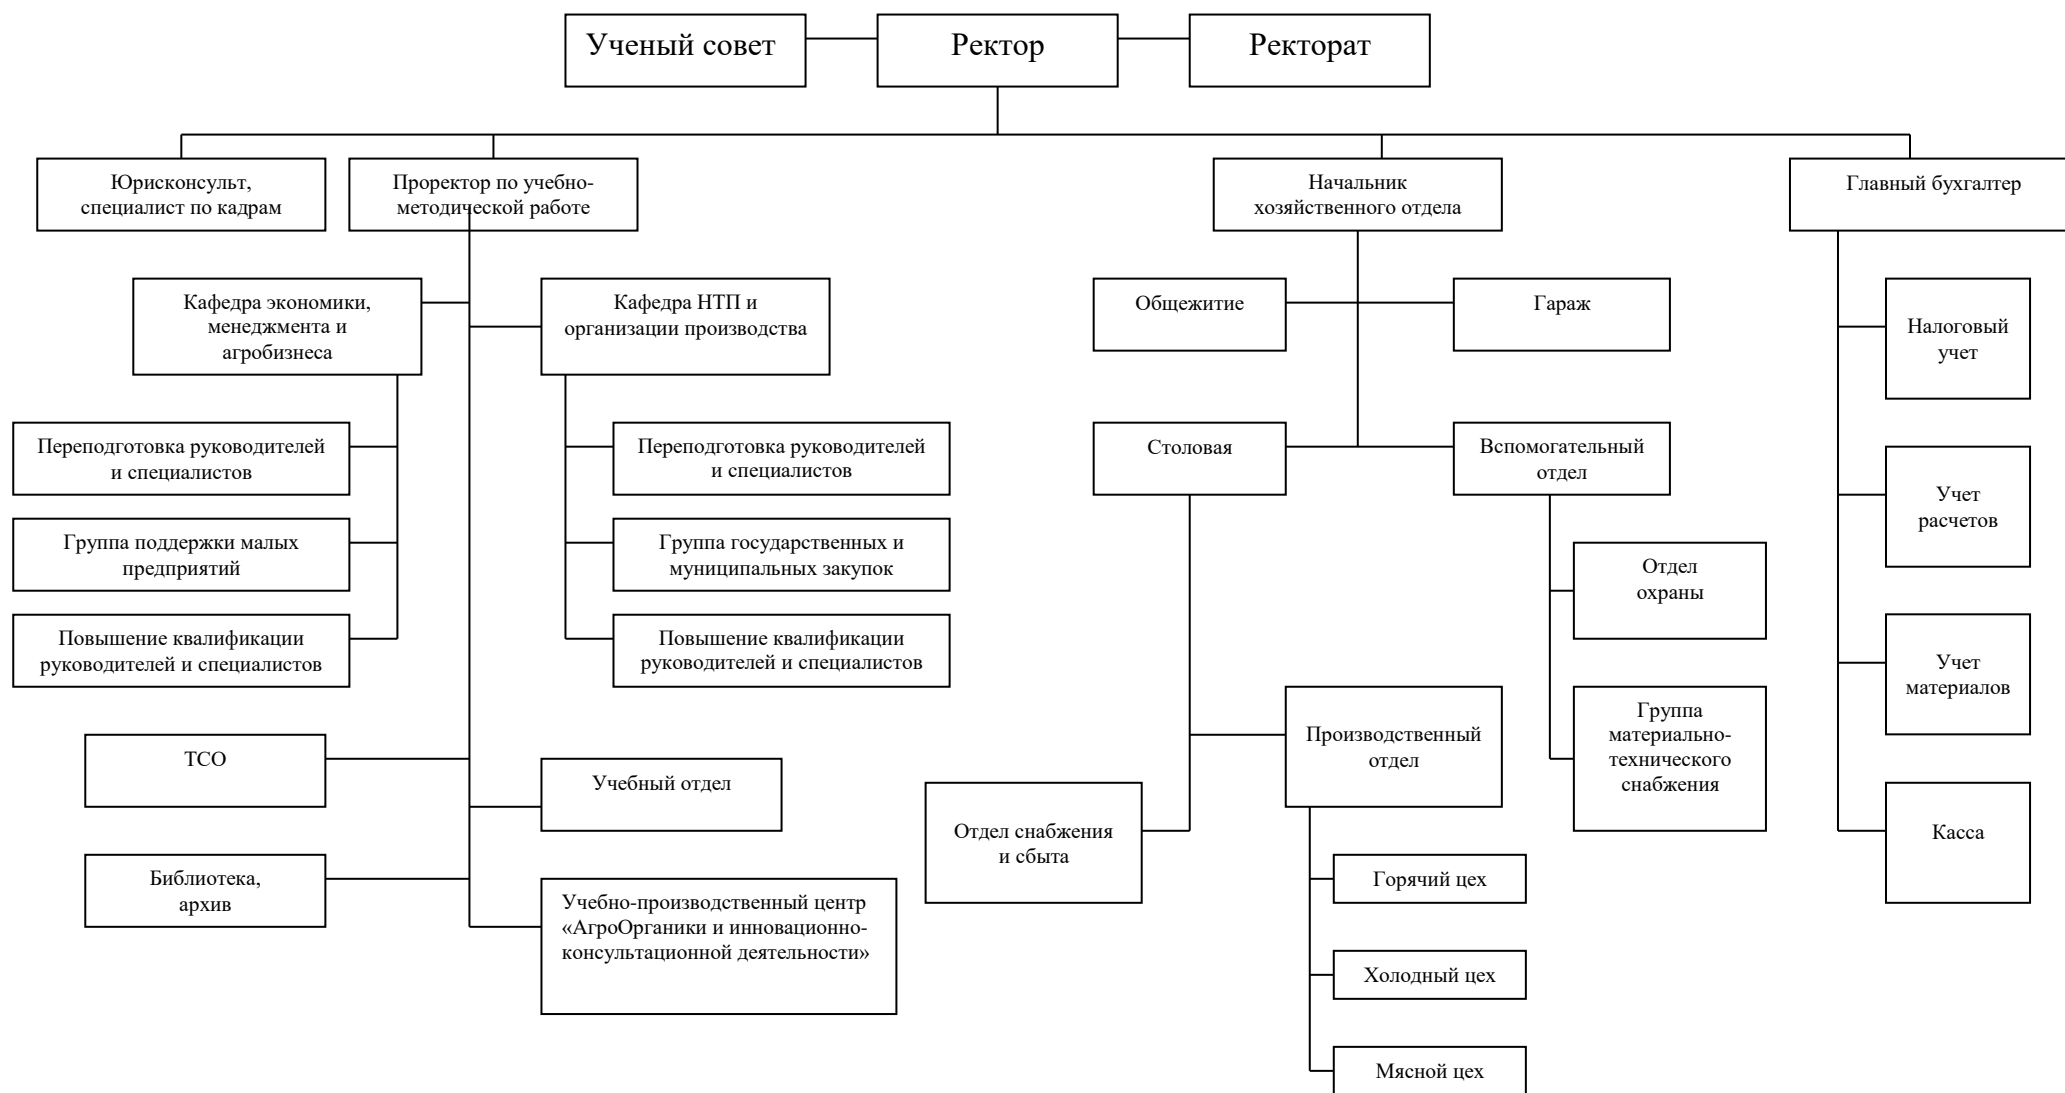 Ученый совет
Ректор
Ректорат
Юрисконсульт,
специалист по кадрам
Проректор по учебно-
методической работе
Начальник
хозяйственного отдела
Главный бухгалтер
Кафедра экономики,
менеджмента и
агробизнеса
Кафедра НТП и
организации производства
Общежитие
Гараж
Налоговый
учет
Переподготовка руководителей
и специалистов
Переподготовка руководителей
и специалистов
Столовая
Вспомогательный
отдел
Учет
расчетов
Группа поддержки малых
предприятий
Группа государственных и
муниципальных закупок
Отдел
охраны
Повышение квалификации
руководителей и специалистов
Повышение квалификации
руководителей и специалистов
Учет
материалов
Производственный
отдел
Группа
материально-
технического
снабжения
ТСО
Учебный отдел
Отдел снабжения
и сбыта
Касса
Библиотека,
архив
Учебно-производственный центр
«АгроОрганики и инновационно-
консультационной деятельности»
Горячий цех
Холодный цех
Мясной цех